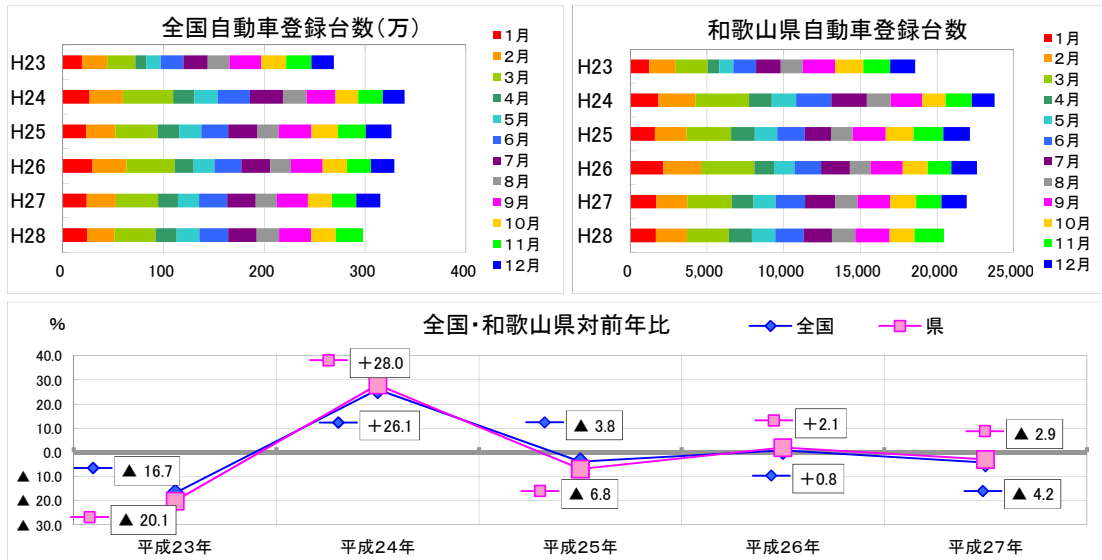 全国自動車登録台数(万)
H23
H24
H25
H26
H27
H28
0
100
200
300
400
1月
2月
3月
4月
5月
6月
7月
8月
9月
10月
11月
12月
和歌山県自動車登録台数
H23
H24
H25
H26
H27
H28
0
5,000
10,000
15,000
20,000
25,000
1月
2月
3月
4月
5月
6月
7月
8月
9月
10月
11月
12月
全国・和歌山県対前年比
全国
県
%
40.0
30.0
20.0
10.0
0.0
▲ 10.0
▲ 20.0
▲ 30.0
▲ 16.7
▲ 20.1
+28.0
+26.1
▲ 3.8
▲ 6.8
+2.1
+0.8
▲ 2.9
▲ 4.2
平成23年
平成24年
平成25年
平成26年
平成27年